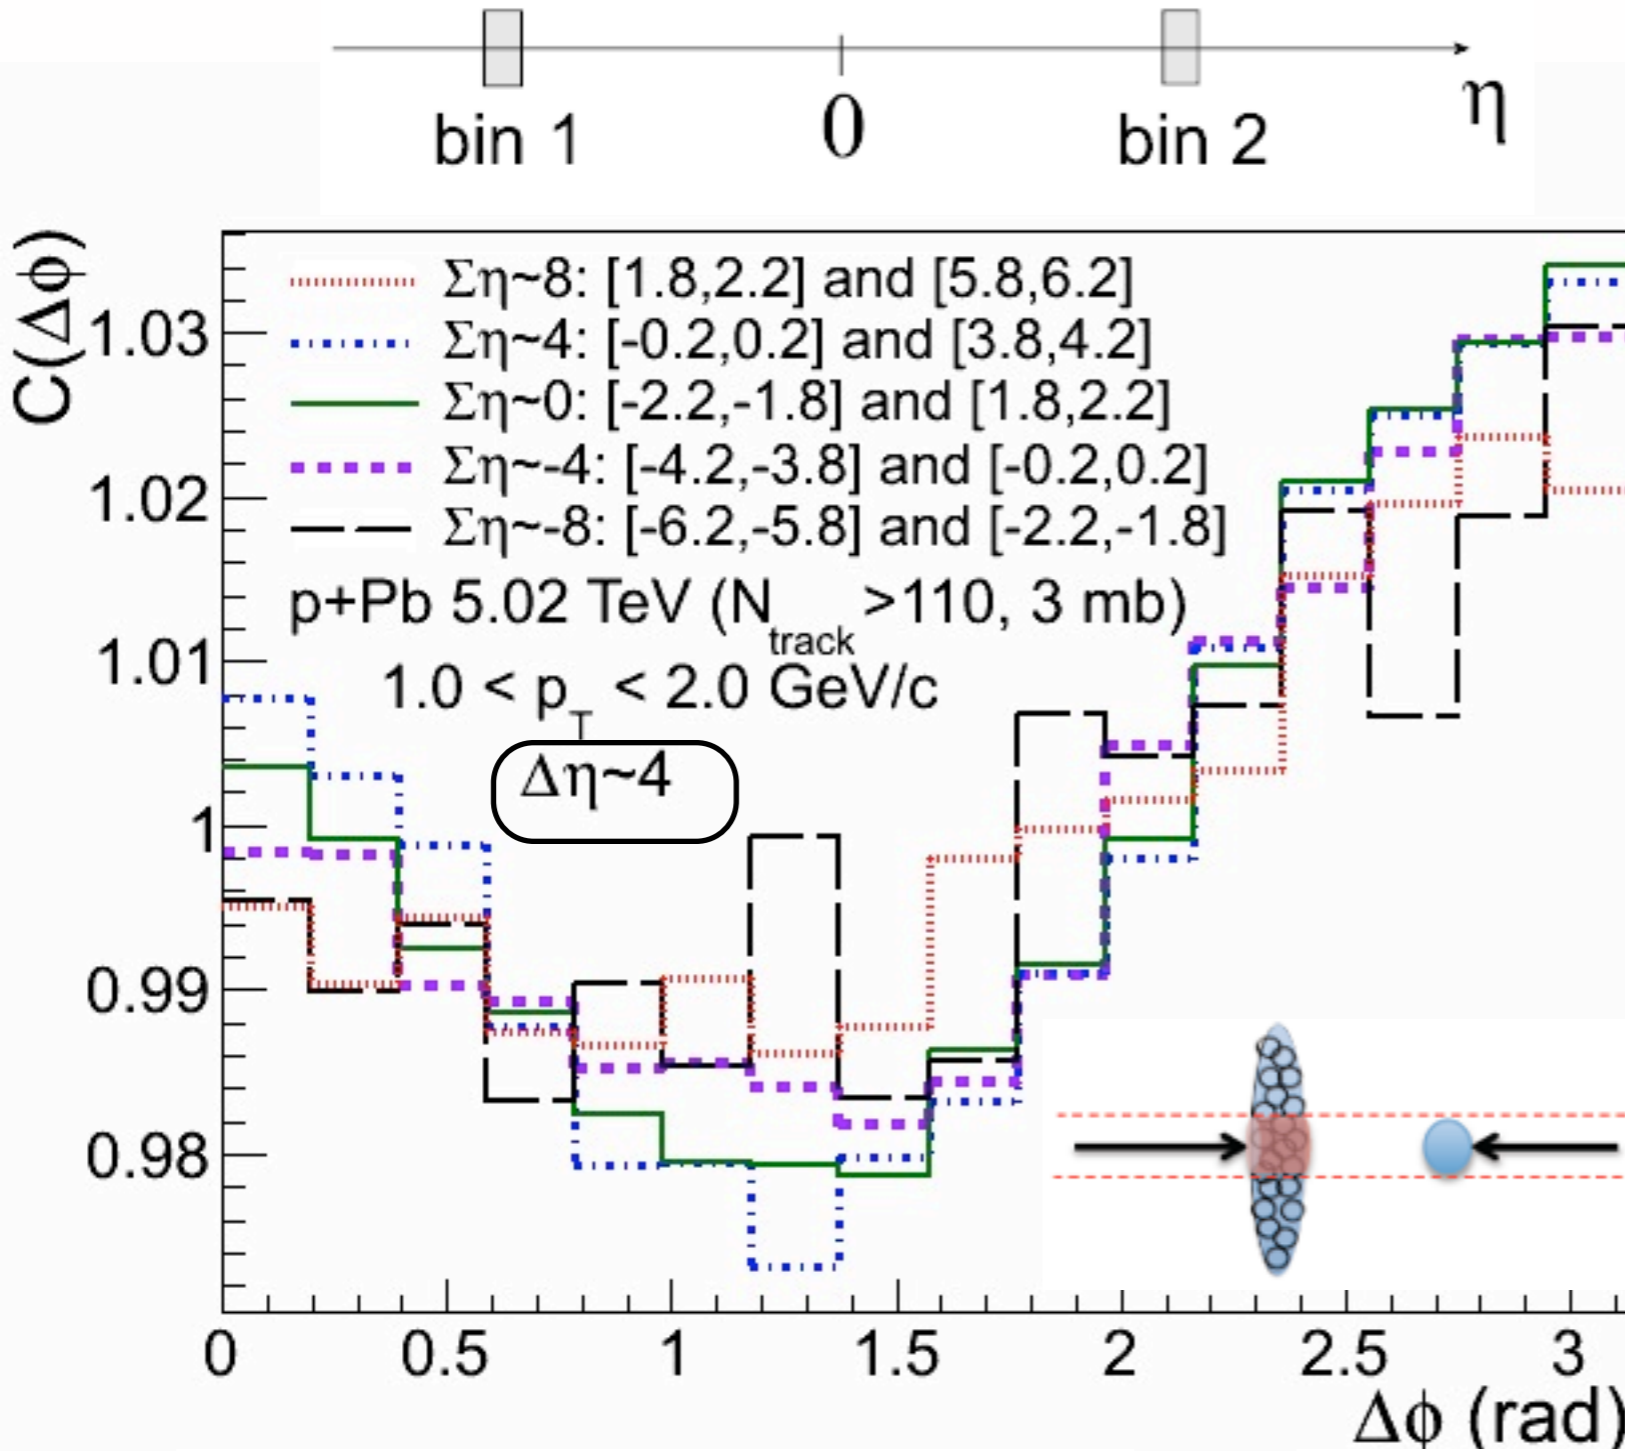 bin 1 0 bin 2 η
C(Δϕ)
Ση~8: [1.8,2.2] and [5.8,6.2]
Ση~4: [-0.2,0.2] and [3.8,4.2]
Ση~0: [-2.2,-1.8] and [1.8,2.2]
Ση~-4: [-4.2,-3.8] and [-0.2,0.2]
Ση~-8: [-6.2,-5.8] and [-2.2,-1.8]
p+Pb 5.02 TeV (N_track >110, 3 mb)
1.0 < p_T < 2.0 GeV/c
Δη~4
1.03
1.02
1.01
1
0.99
0.98
0 0.5 1 1.5 2 2.5 3
Δϕ (rad)